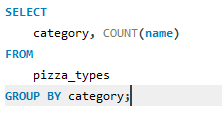 SELECT
category, COUNT(name)
FROM
pizza_types
GROUP BY category;